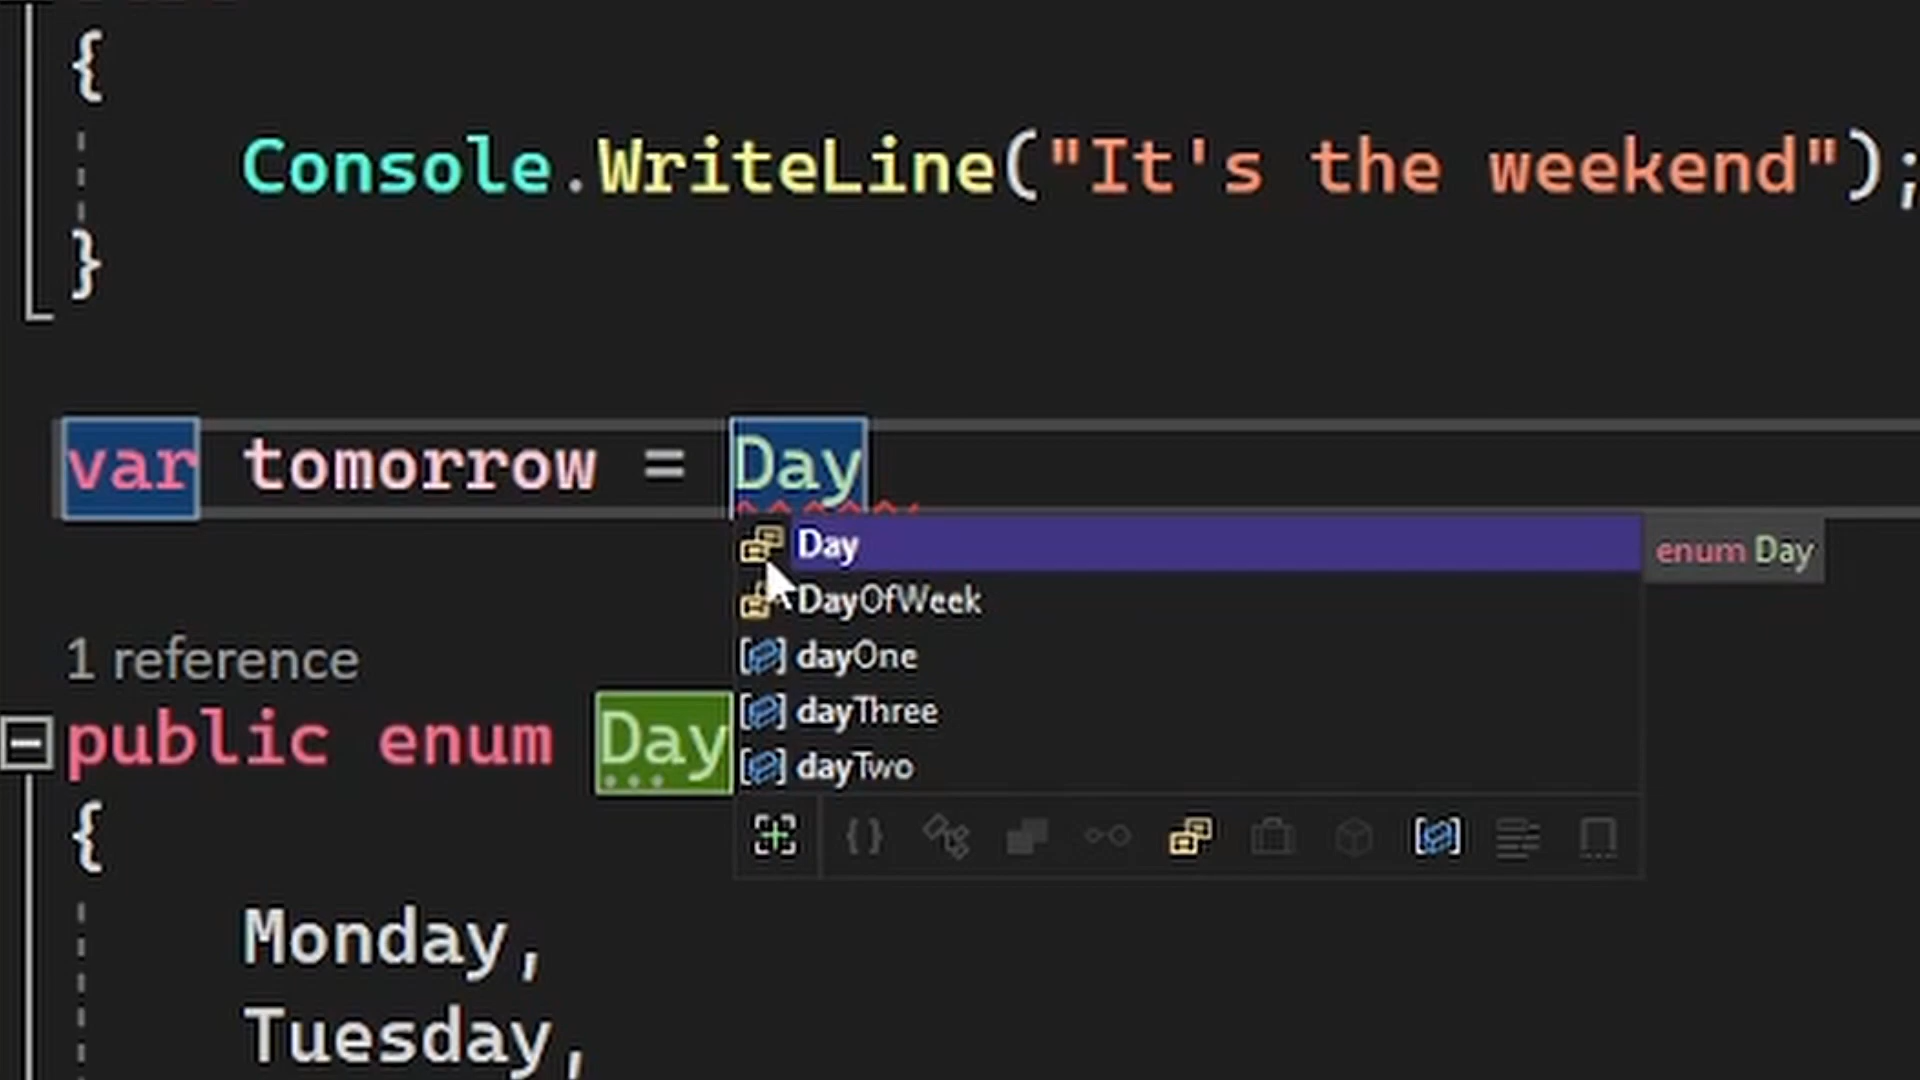 {
Console.WriteLine("It's the weekend");
}
var tomorrow = Day
Day
enum Day
DayOfWeek
dayOne
dayThree
dayTwo
1 reference
public enum Day
{
Monday,
Tuesday,